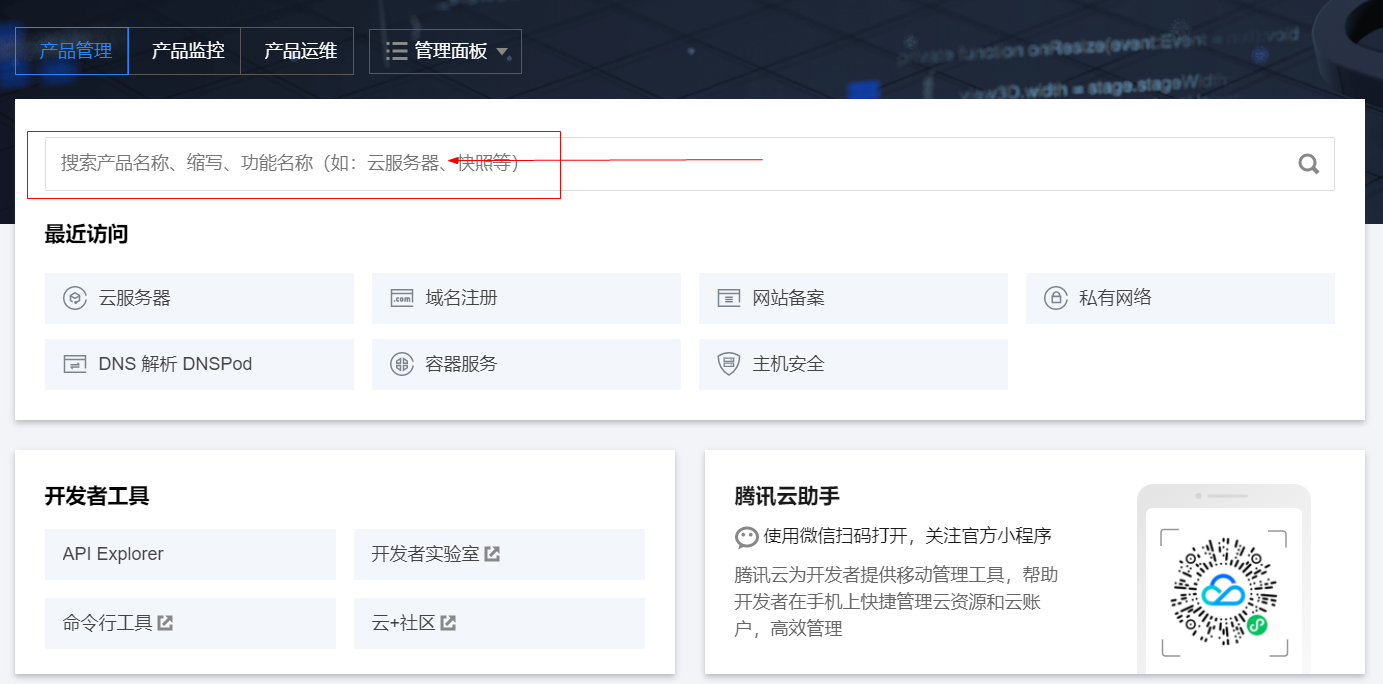 产品管理 产品监控 产品运维 管理面板
private function onResize(event:Event = null):void
view3D.width = stage.stageWidth
搜索产品名称、缩写、功能名称（如：云服务器、快照等）
最近访问
云服务器 域名注册 网站备案 私有网络
.com
DNS 解析 DNSPod 容器服务 主机安全
开发者工具
API Explorer 开发者实验室
命令行工具 云+社区
腾讯云助手
使用微信扫码打开，关注官方小程序
腾讯云为开发者提供移动管理工具，帮助
开发者在手机上快捷管理云资源和云账
户，高效管理